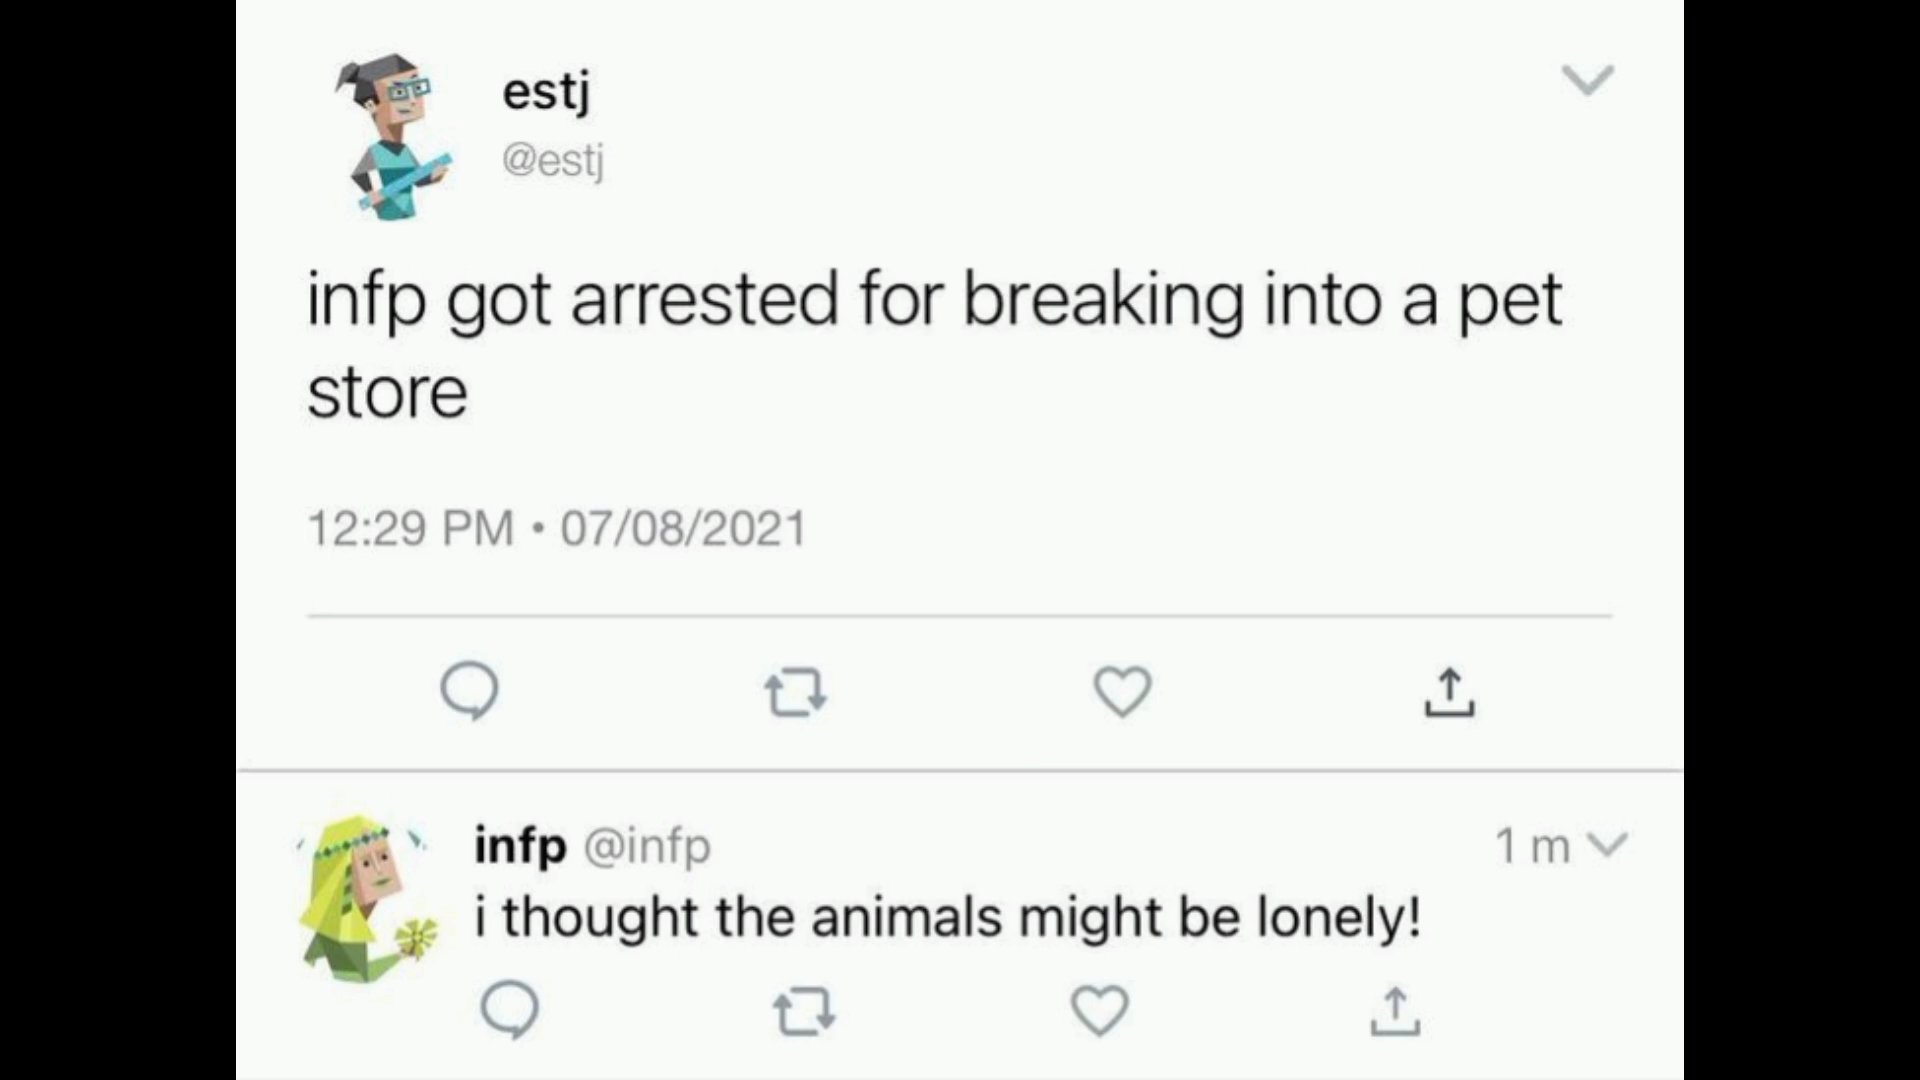 estj
@estj
infp got arrested for breaking into a pet
store
12:29 PM • 07/08/2021
infp @infp 1 m
i thought the animals might be lonely!